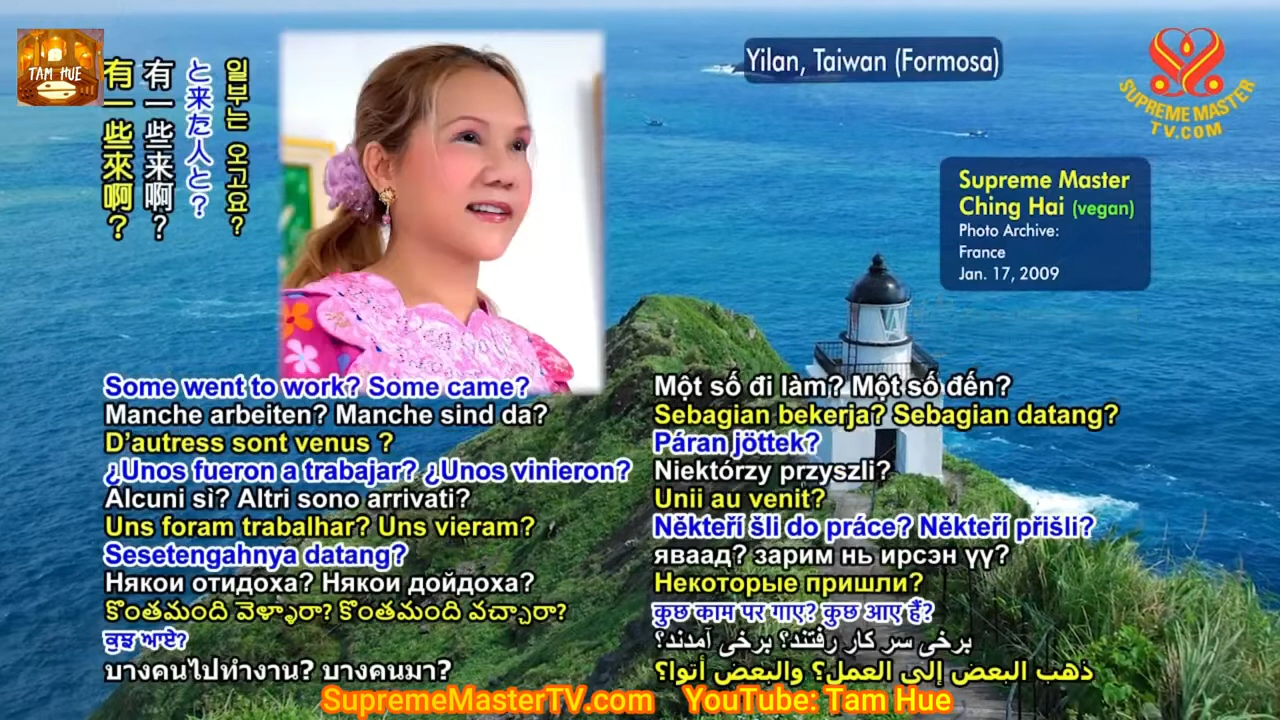 TAM HUE
有一些來啊？
有一些来啊？
と来た人と？
일부는 오고요？
Yilan, Taiwan (Formosa)
SUPREME MASTER
TV.COM
Supreme Master
Ching Hai (vegan)
Photo Archive:
France
Jan. 17, 2009
Some went to work? Some came?
Manche arbeiten? Manche sind da?
D’autress sont venus ?
¿Unos fueron a trabajar? ¿Unos vinieron?
Alcuni si? Altri sono arrivati?
Uns foram trabalhar? Uns vieram?
Sesetengahnya datang?
Някои отидоха? Някои дойдоха?
కొంతమంది వెళ్ళారా? కొంతమంది వచ్చారా?
ਕੁਝ ਆਏ?
บางคนไปทำงาน? บางคนมา?
Một số đi làm? Một số đến?
Sebagian bekerja? Sebagian datang?
Páran jöttek?
Niektórzy przyszli?
Unii au venit?
Někteří šli do práce? Někteří přišli?
яваад? зарим нь ирсэн үү?
Некоторые пришли?
कुछ काम पर गाए? कुछ आए हैं?
برخی سر کار رفتند؟ برخی آمدند؟
ذهب البعض إلى العمل؟ والبعض أتوا؟
SupremeMasterTV.com YouTube: Tam Hue